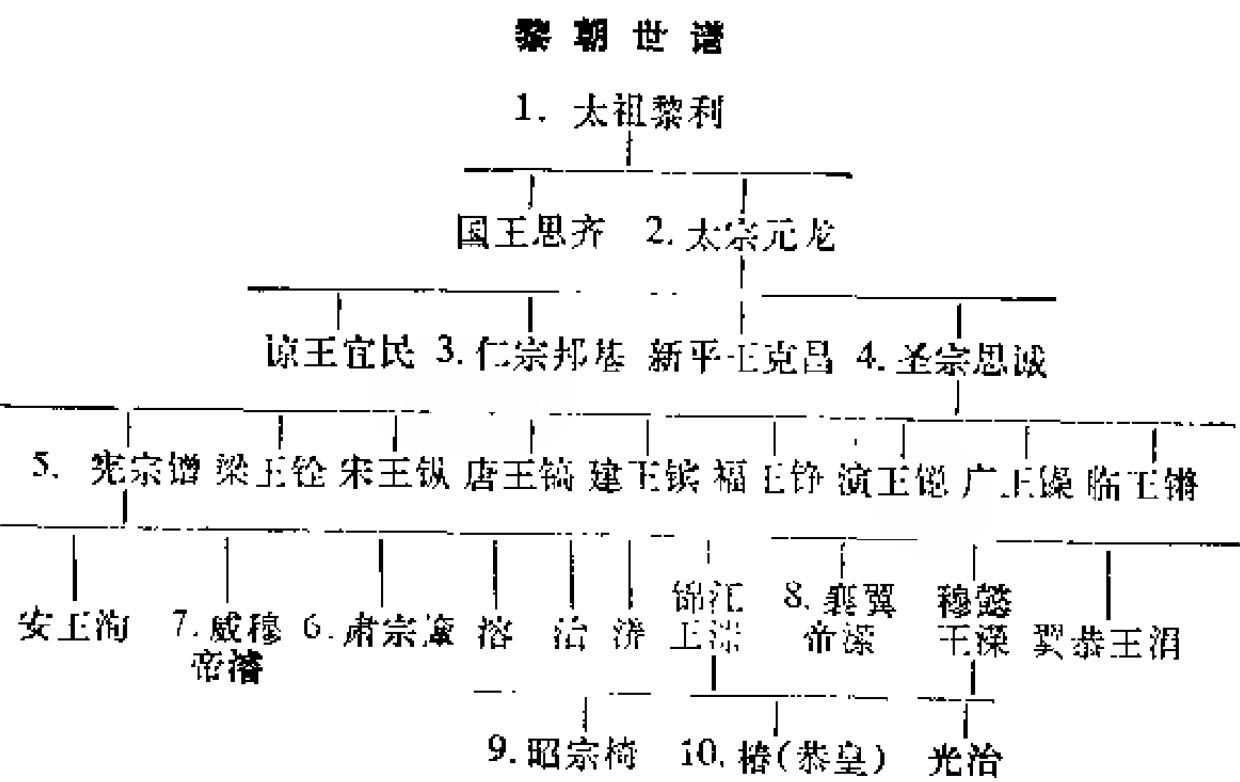 黎朝世谱
1. 太祖黎利
国王思齐 2. 太宗元龙
谅王宜民 3. 仁宗邦基 新平王克昌 4. 圣宗思诚
5. 宪宗镨 梁王铨 宋王 唐王镐 建王镔 福王铮 演王 广王 临王
安王洵 7. 威穆 6. 肃宗 溶 治 济 锦江 8. 襄翼 穆懿 恭王涓
帝濬 王漴 帝 王
9. 昭宗椅 10. 椿(恭皇) 光治